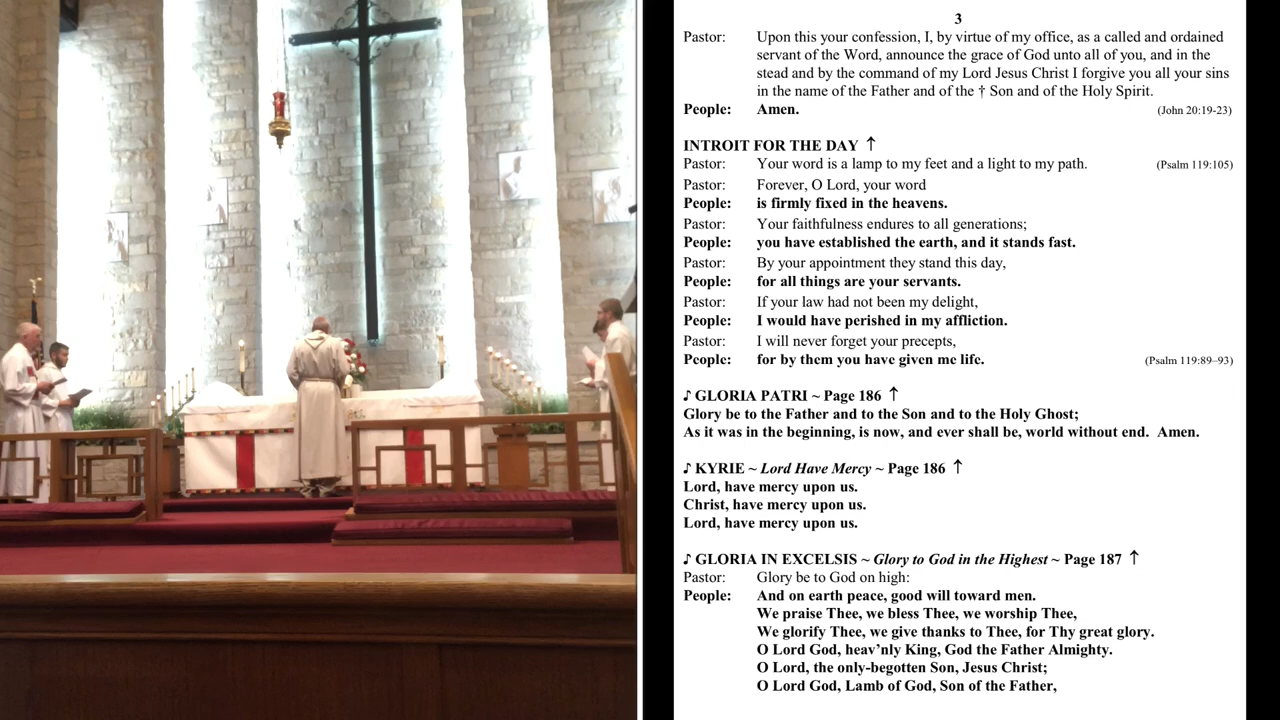 3
Pastor: Upon this your confession, I, by virtue of my office, as a called and ordained
servant of the Word, announce the grace of God unto all of you, and in the
stead and by the command of my Lord Jesus Christ I forgive you all your sins
in the name of the Father and of the † Son and of the Holy Spirit.
People: Amen. (John 20:19-23)
INTROIT FOR THE DAY ↑
Pastor: Your word is a lamp to my feet and a light to my path. (Psalm 119:105)
Pastor: Forever, O Lord, your word
People: is firmly fixed in the heavens.
Pastor: Your faithfulness endures to all generations;
People: you have established the earth, and it stands fast.
Pastor: By your appointment they stand this day,
People: for all things are your servants.
Pastor: If your law had not been my delight,
People: I would have perished in my affliction.
Pastor: I will never forget your precepts,
People: for by them you have given me life. (Psalm 119:89–93)
♪ GLORIA PATRI ~ Page 186 ↑
Glory be to the Father and to the Son and to the Holy Ghost;
As it was in the beginning, is now, and ever shall be, world without end. Amen.
♪ KYRIE ~ Lord Have Mercy ~ Page 186 ↑
Lord, have mercy upon us.
Christ, have mercy upon us.
Lord, have mercy upon us.
♪ GLORIA IN EXCELSIS ~ Glory to God in the Highest ~ Page 187 ↑
Pastor: Glory be to God on high:
People: And on earth peace, good will toward men.
We praise Thee, we bless Thee, we worship Thee,
We glorify Thee, we give thanks to Thee, for Thy great glory.
O Lord God, heav’nly King, God the Father Almighty.
O Lord, the only-begotten Son, Jesus Christ;
O Lord God, Lamb of God, Son of the Father,